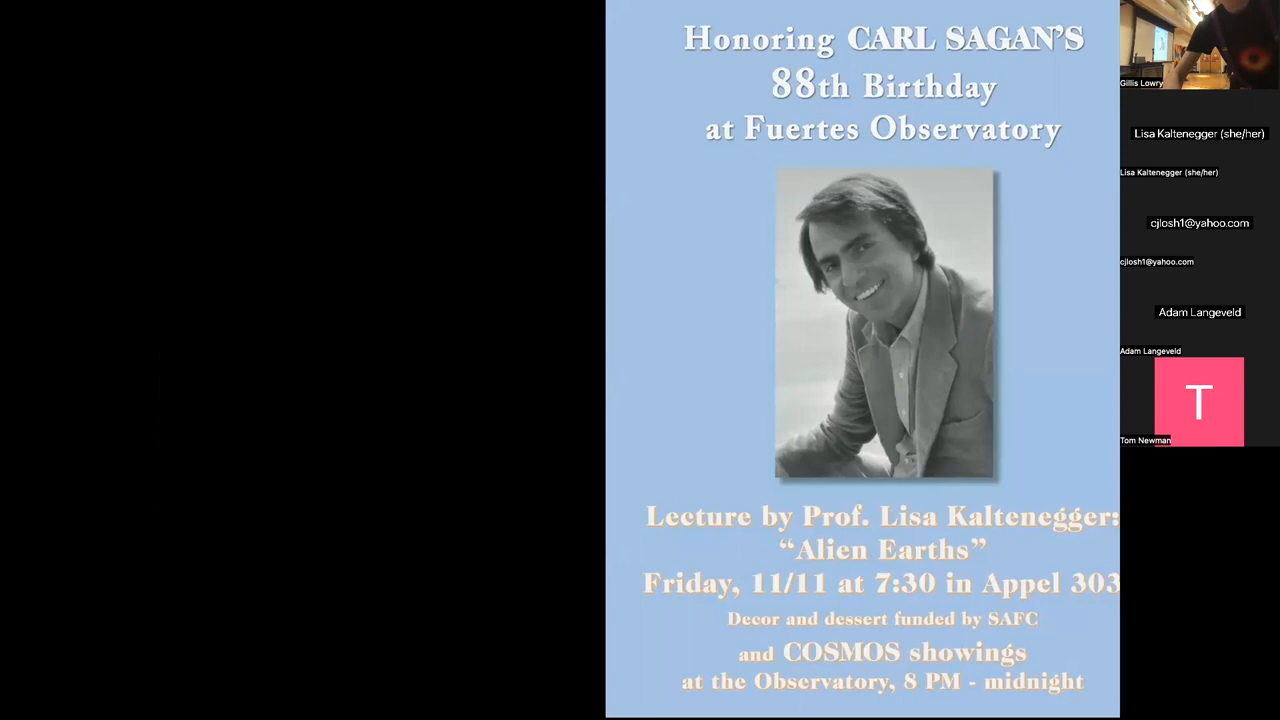 Honoring CARL SAGAN'S
88th Birthday
at Fuertes Observatory
Lecture by Prof. Lisa Kaltenegger:
“Alien Earths”
Friday, 11/11 at 7:30 in Appel 303
Decor and dessert funded by SAFC
and COSMOS showings
at the Observatory, 8 PM - midnight
Gillis Lowry
Lisa Kaltenegger (she/her)
Lisa Kaltenegger (she/her)
cjlosh1@yahoo.com
cjlosh1@yahoo.com
Adam Langeveld
Adam Langeveld
T
Tom Newman